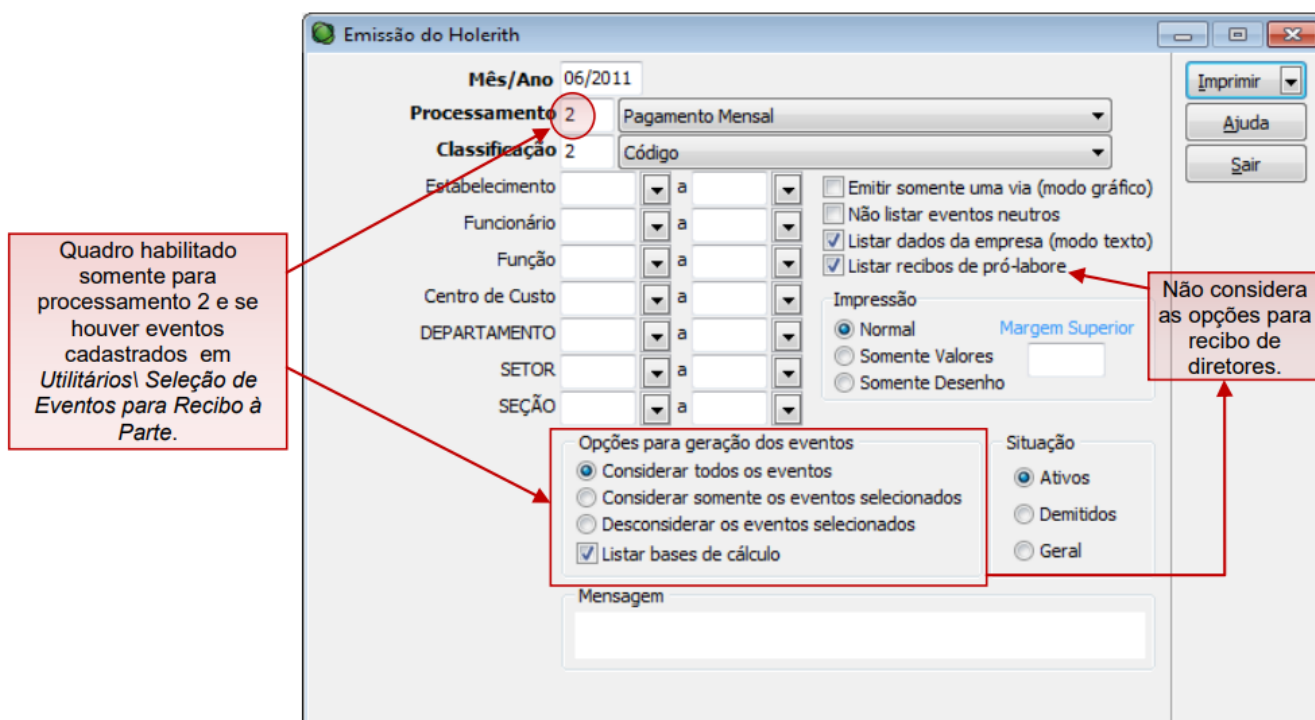 Emissão do Holerith
Mês/Ano 06/2011
Processamento 2 Pagamento Mensal
Classificação 2 Código
Estabelecimento a
Funcionário a
Função a
Centro de Custo a
DEPARTAMENTO a
SETOR a
SEÇÃO a
Emitir somente uma via (modo gráfico)
Não listar eventos neutros
Listar dados da empresa (modo texto)
Listar recibos de pró-labore
Impressão
Normal Margem Superior
Somente Valores
Somente Desenho
Opções para geração dos eventos
Considerar todos os eventos
Considerar somente os eventos selecionados
Desconsiderar os eventos selecionados
Listar bases de cálculo
Situação
Ativos
Demitidos
Geral
Mensagem
Imprimir
Ajuda
Sair
Quadro habilitado
somente para
processamento 2 e se
houver eventos
cadastrados em
Utilitários\ Seleção de
Eventos para Recibo à
Parte.
Não considera
as opções para
recibo de
diretores.